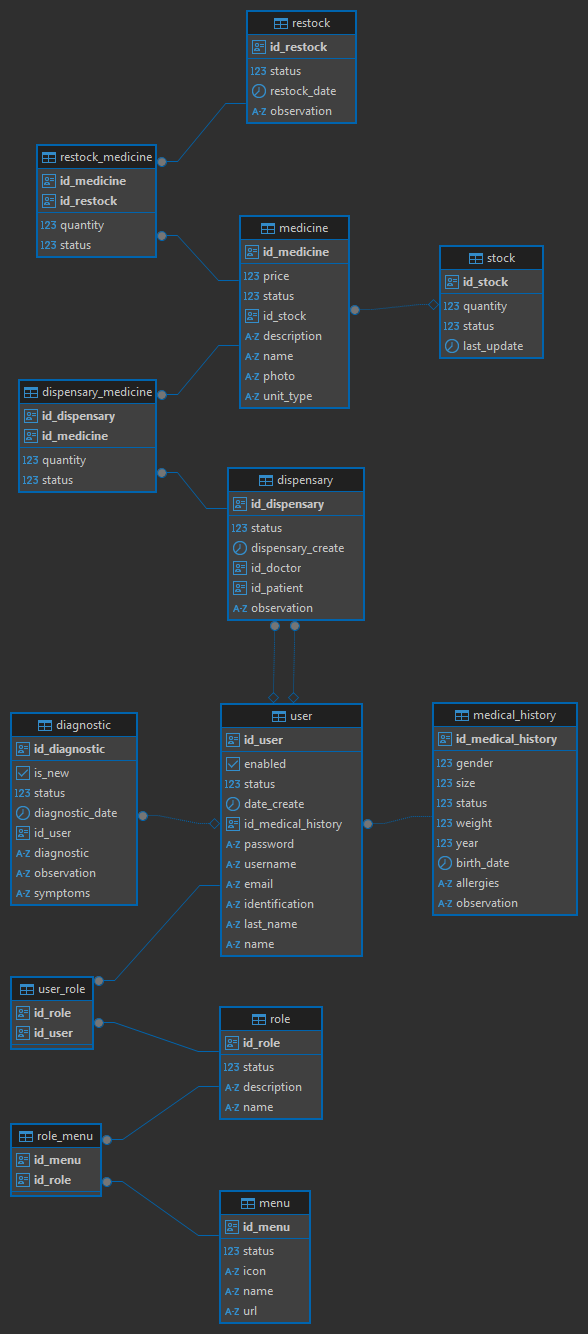 restock
id_restock
123 status
restock_date
A-Z observation
restock_medicine
id_medicine
id_restock
123 quantity
123 status
medicine
id_medicine
123 price
123 status
id_stock
A-Z description
A-Z name
A-Z photo
A-Z unit_type
stock
id_stock
123 quantity
123 status
last_update
dispensary_medicine
id_dispensary
id_medicine
123 quantity
123 status
dispensary
id_dispensary
123 status
dispensary_create
id_doctor
id_patient
A-Z observation
diagnostic
id_diagnostic
is_new
123 status
diagnostic_date
id_user
A-Z diagnostic
A-Z observation
A-Z symptoms
user
id_user
enabled
123 status
date_create
id_medical_history
A-Z password
A-Z username
A-Z email
A-Z identification
A-Z last_name
A-Z name
medical_history
id_medical_history
123 gender
123 size
123 status
123 weight
123 year
birth_date
A-Z allergies
A-Z observation
user_role
id_role
id_user
role
id_role
123 status
A-Z description
A-Z name
role_menu
id_menu
id_role
menu
id_menu
123 status
A-Z icon
A-Z name
A-Z url